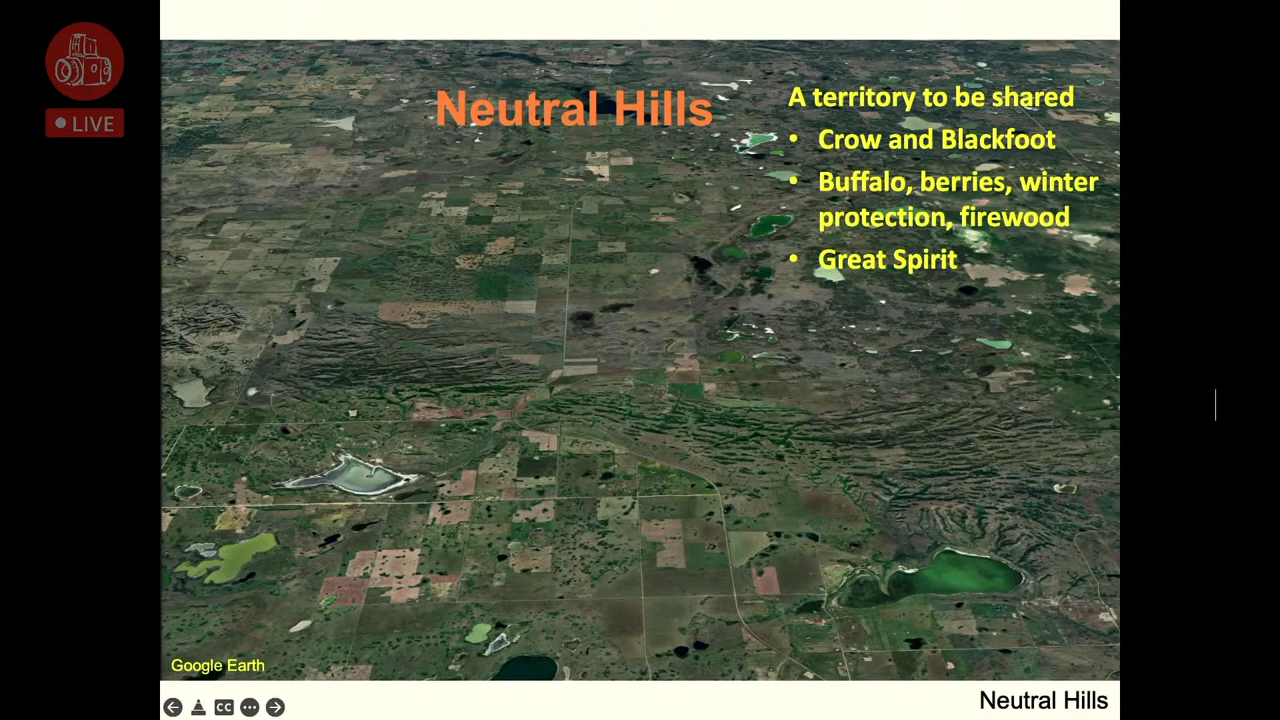 LIVE
Neutral Hills
A territory to be shared
• Crow and Blackfoot
• Buffalo, berries, winter
protection, firewood
• Great Spirit
Google Earth
CC
Neutral Hills